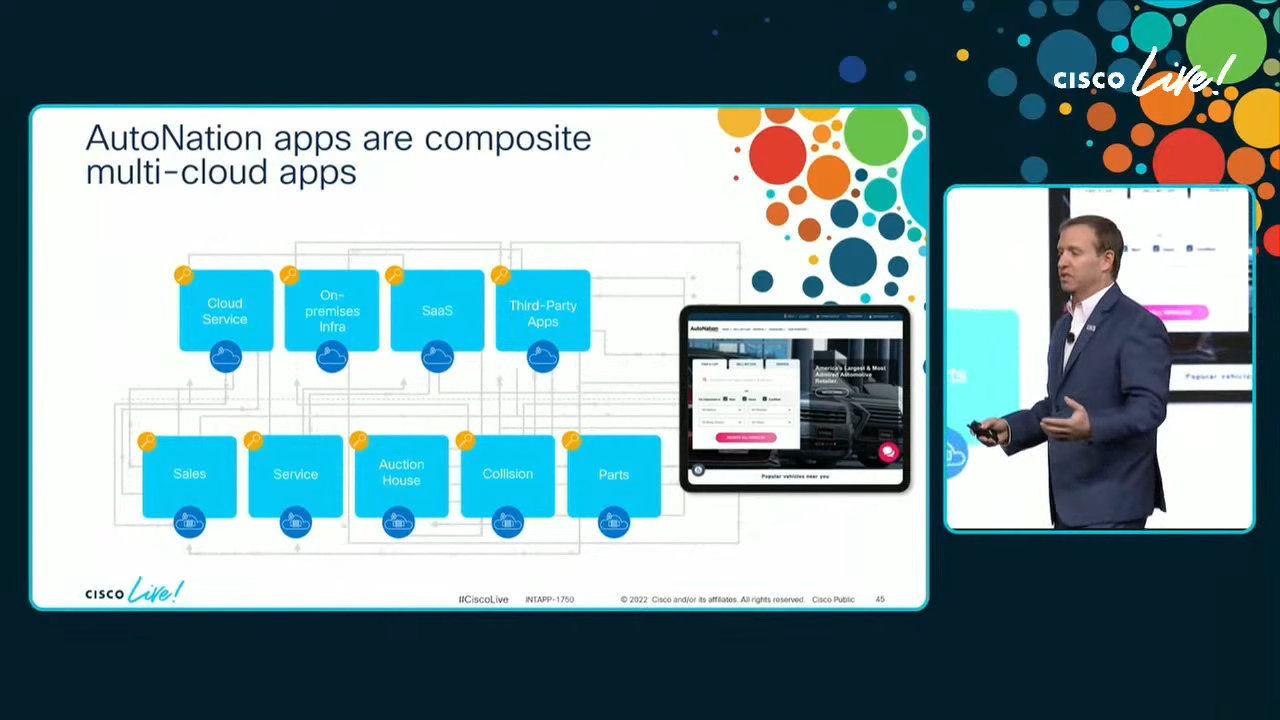 CISCO Live!
AutoNation apps are composite
multi-cloud apps
Cloud
Service
On-
premises
Infra
SaaS
Third-Party
Apps
Sales
Service
Auction
House
Collision
Parts
AutoNation
America's Largest & Most
Admired Automotive
Retailer
Popular vehicles near you
CISCO Live!
#CiscoLive
INTAPP-1750
© 2022 Cisco and/or its affiliates. All rights reserved. Cisco Public
45